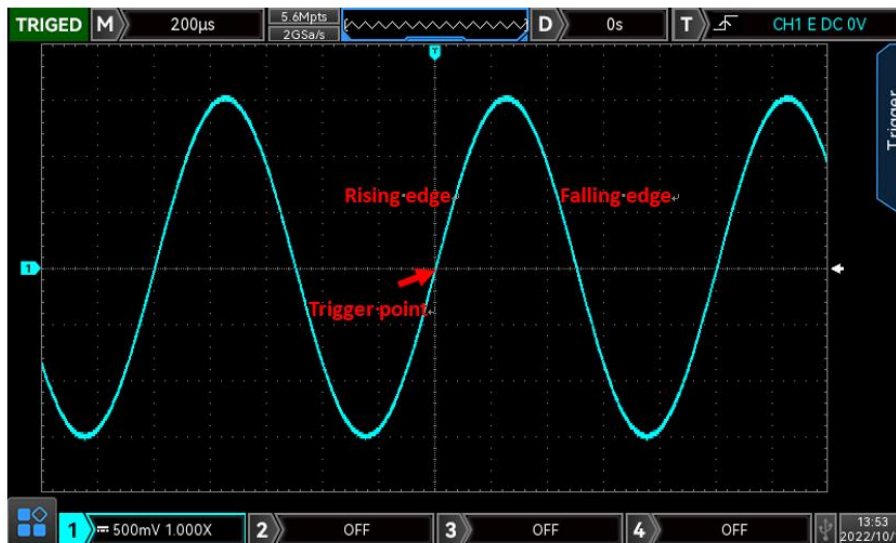 TRIGED M 200μs 5.6Mpts 2GSa/s D 0s T CH1 E DC 0V
T
Trigger
Rising edge
Falling edge
1
Trigger point
1 500mV 1.000X 2 OFF 3 OFF 4 OFF 13:53
2022/10